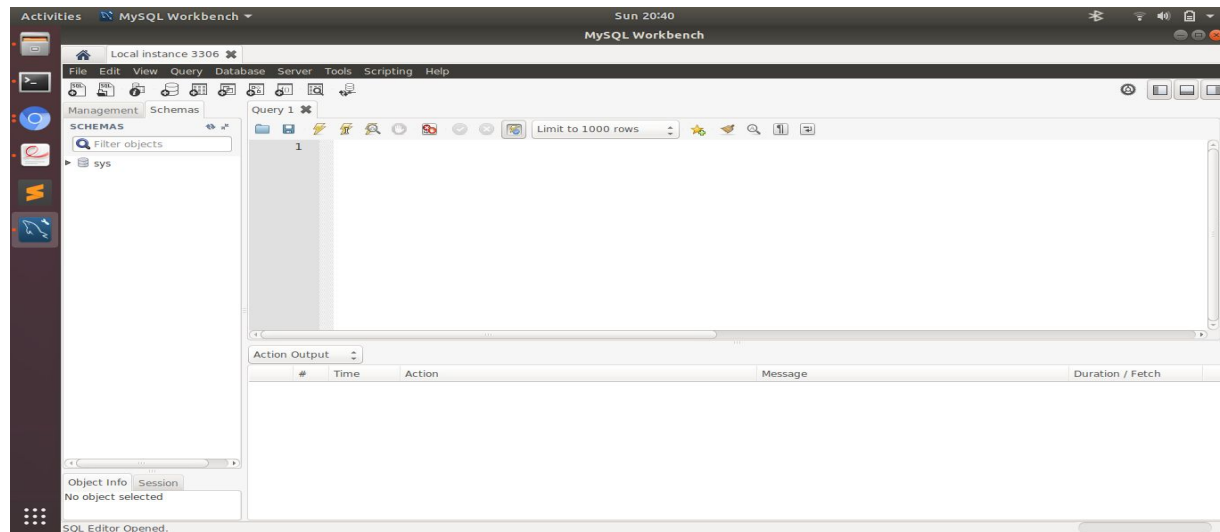 Activities MySQL Workbench Sun 20:40
MySQL Workbench
Local instance 3306
File Edit View Query Database Server Tools Scripting Help
Management Schemas Query 1
SCHEMAS Limit to 1000 rows
Filter objects
1
sys
Action Output
# Time Action Message Duration / Fetch
Object Info Session
No object selected
SQL Editor Opened.